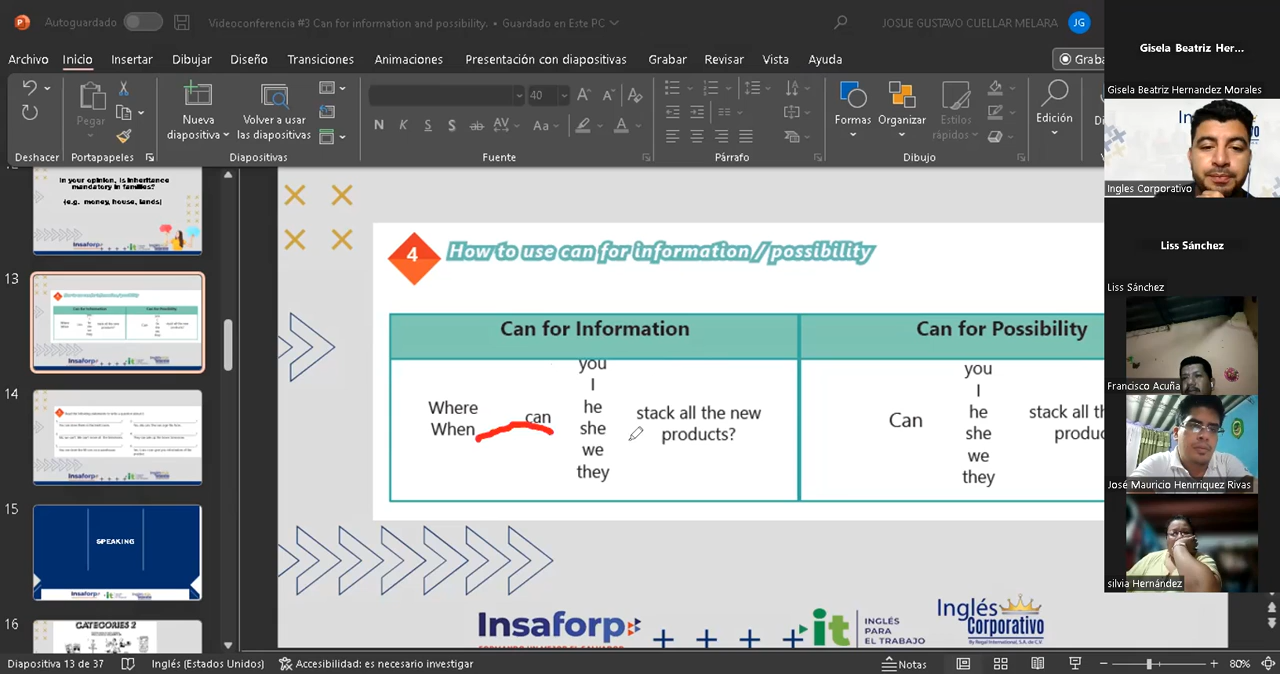 Autoguardado
Videoconferencia #3 Can for information and possibility. • Guardado en Este PC
JOSUE GUSTAVO CUELLAR MELARA
JG
Archivo Inicio Insertar Dibujar Diseño Transiciones Animaciones Presentación con diapositivas Grabar Revisar Vista Ayuda
Graba
Pegar
Nueva diapositiva
Volver a usar las diapositivas
40
N K S S ab AV Aa A
Formas
Organizar
Estilos rápidos
Edición
Deshacer
Portapapeles
Diapositivas
Fuente
Párrafo
Dibujo
In your opinion, is inheritance
mandatory in families?
(e.g. money, house, lands)
Insaforp
13
14
15
SPEAKING
16
CATEGORIES 2
4
How to use can for information / possibility
Can for Information
Can for Possibility
Where
When
can
you
I
he
she
we
they
stack all the new
products?
Can
you
I
he
she
we
they
stack all th
produc
Insaforp
it
INGLÉS
PARA
EL TRABAJO
Inglés
Corporativo
Gisela Beatriz Her...
Gisela Beatriz Hernandez Morales
Ingles Corporativo
Liss Sánchez
Liss Sánchez
Francisco Acuña
José Mauricio Henrriquez Rivas
silvia Hernández
Diapositiva 13 de 37
Inglés (Estados Unidos)
Accesibilidad: es necesario investigar
Notas
80%